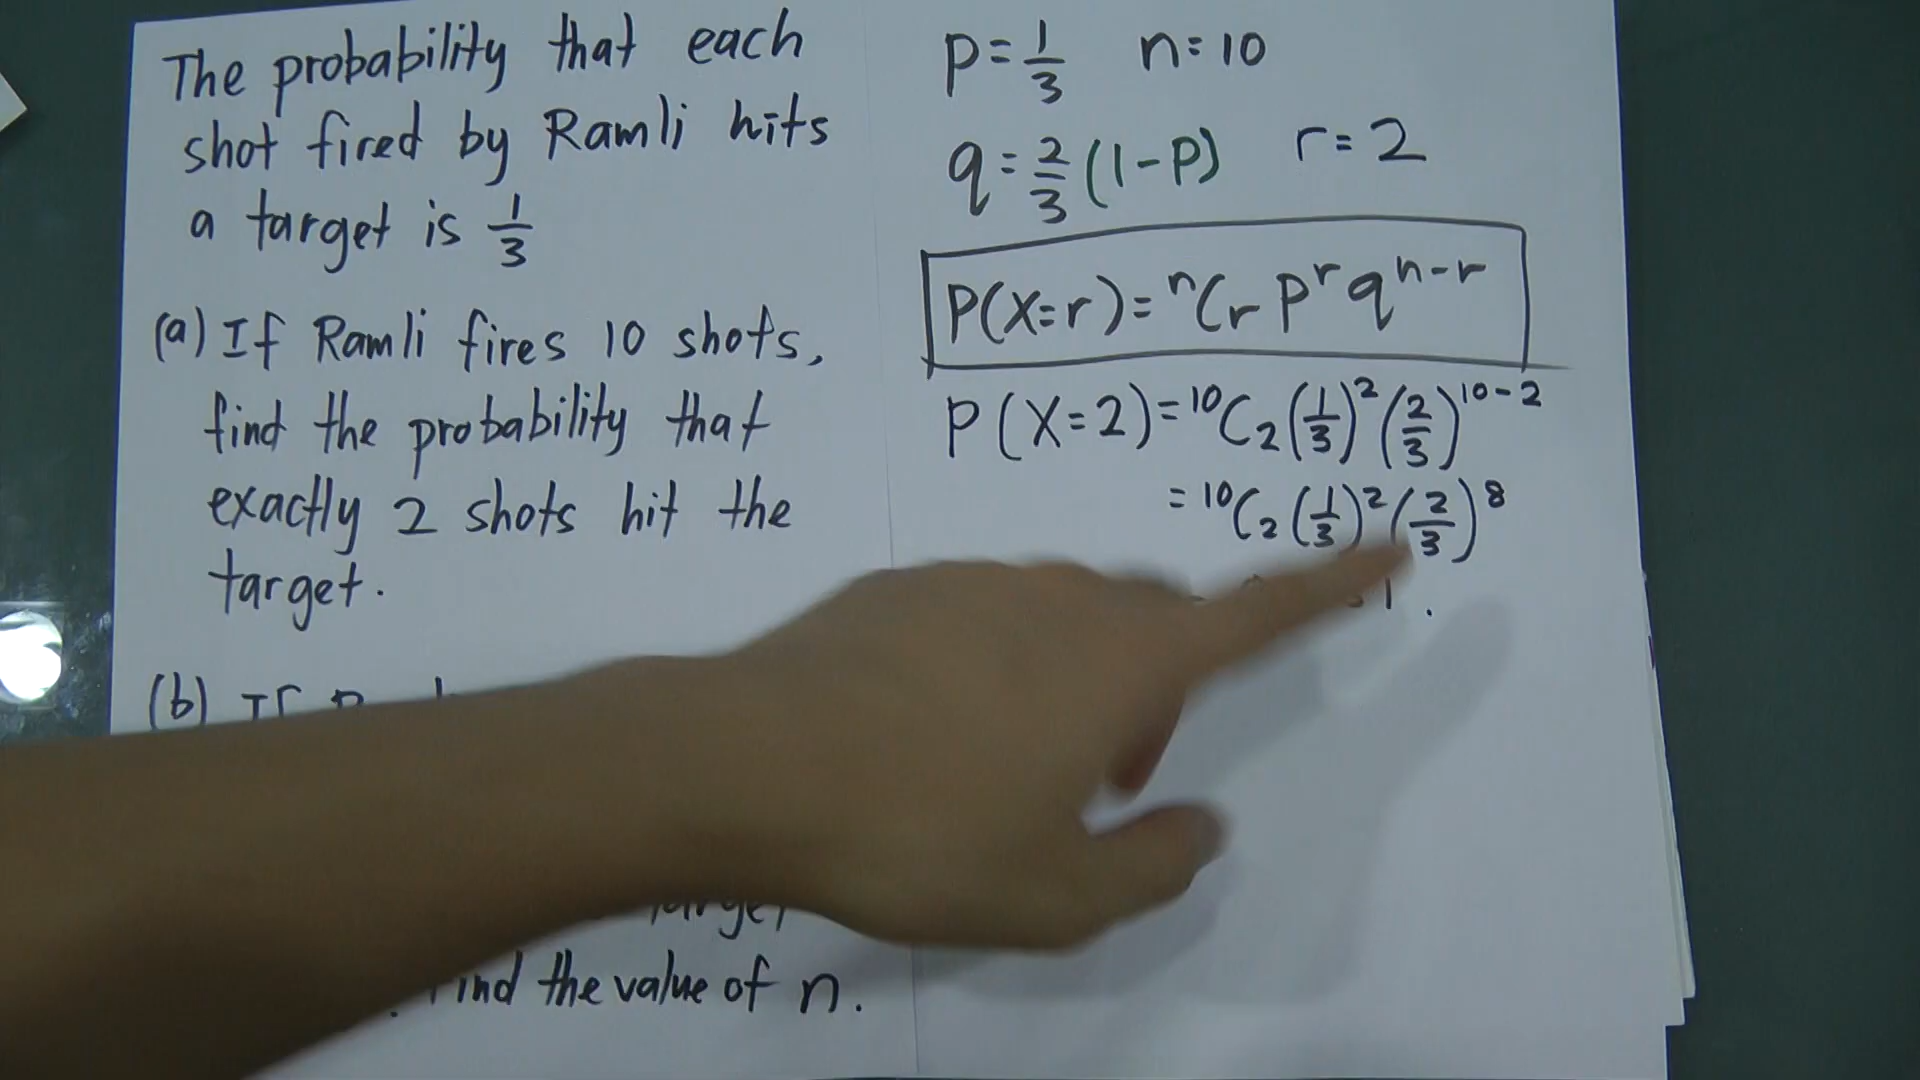 The probability that each
shot fired by Ramli hits
a target is 1/3
(a) If Ramli fires 10 shots,
find the probability that
exactly 2 shots hit the
target.
(b) If
target
find the value of n.
p = 1/3 n = 10
q = 2/3 (1-p) r = 2
P(X=r) = ⁿCr pʳ qⁿ⁻ʳ
P(X=2) = ¹⁰C₂ (1/3)² (2/3)¹⁰⁻²
= ¹⁰C₂ (1/3)² (2/3)⁸